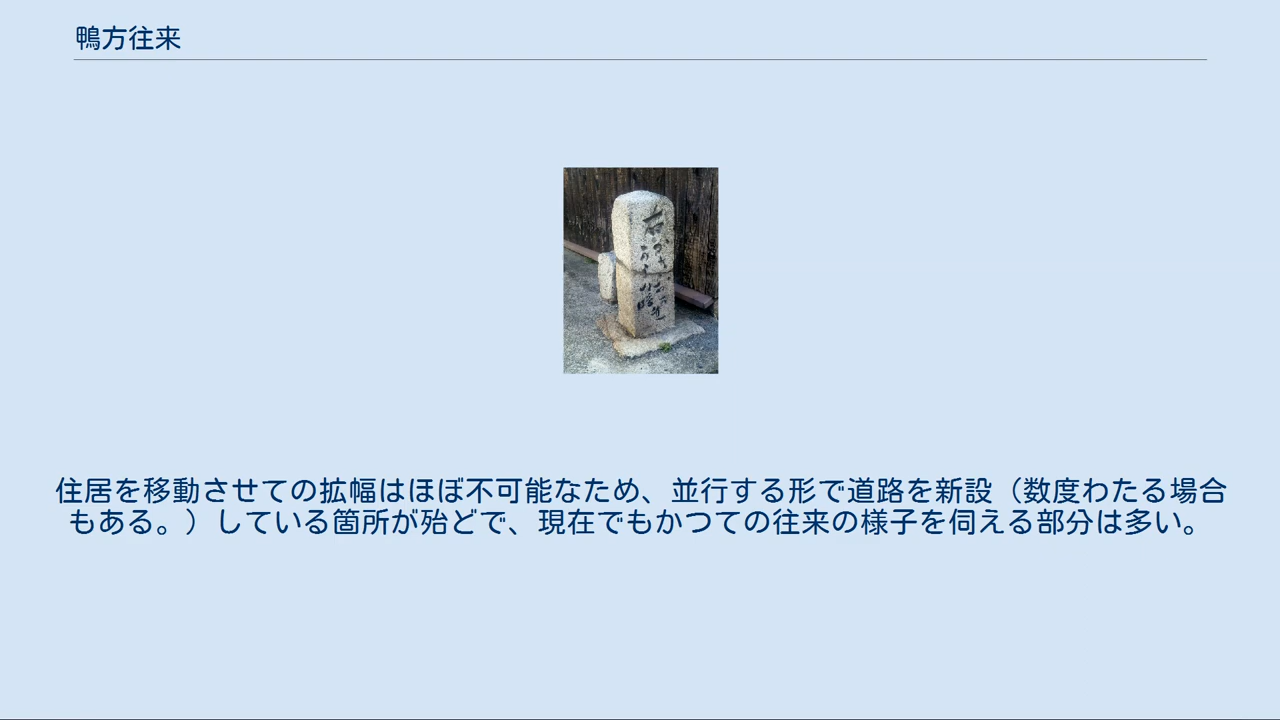 鴨方往来
右
住居を移動させての拡幅はほぼ不可能なため、並行する形で道路を新設（数度わたる場合
もある。）している箇所が殆どで、現在でもかつての往来の様子を伺える部分は多い。